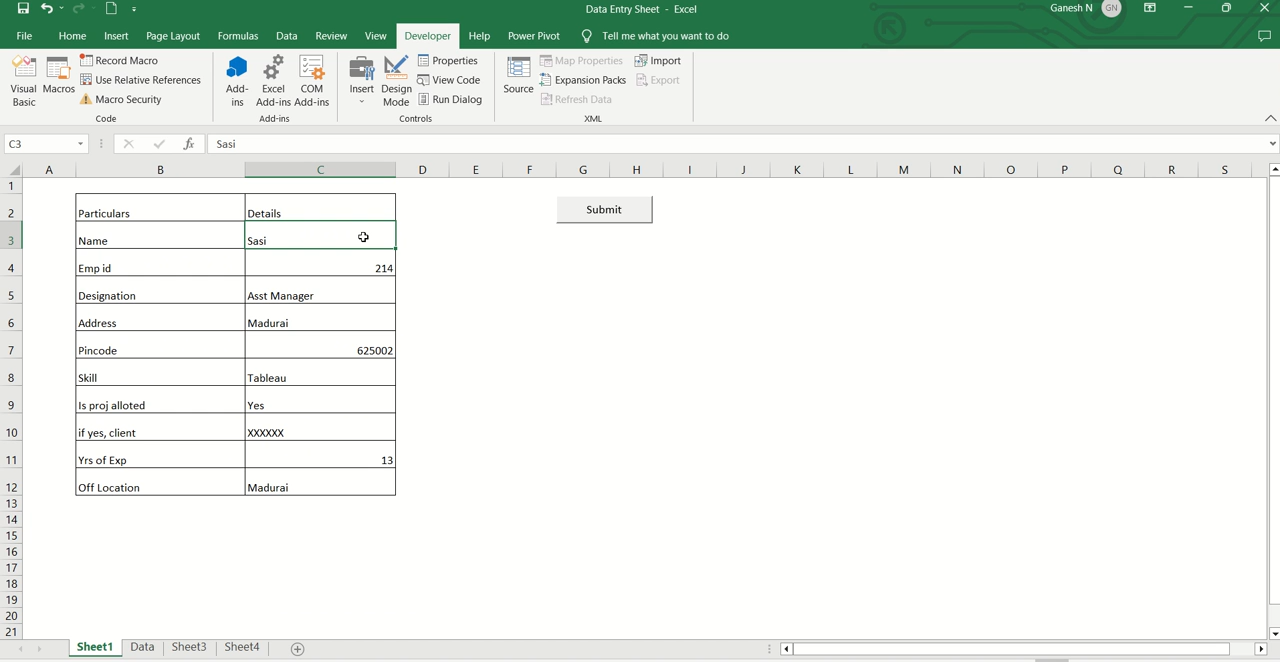 Data Entry Sheet - Excel
Ganesh N GN
File Home Insert Page Layout Formulas Data Review View Developer Help Power Pivot Tell me what you want to do
Visual Basic
Macros
Record Macro
Use Relative References
Macro Security
Code
Add-ins
Excel Add-ins
COM Add-ins
Add-ins
Insert
Design Mode
Properties
View Code
Run Dialog
Controls
Source
Map Properties
Expansion Packs
Refresh Data
Import
Export
XML
C3 fx Sasi
A B C D E F G H I J K L M N O P Q R S
1
2 Particulars Details Submit
3 Name Sasi
4 Emp id 214
5 Designation Asst Manager
6 Address Madurai
7 Pincode 625002
8 Skill Tableau
9 Is proj alloted Yes
10 if yes, client XXXXXX
11 Yrs of Exp 13
12 Off Location Madurai
13
14
15
16
17
18
19
20
21
Sheet1 Data Sheet3 Sheet4